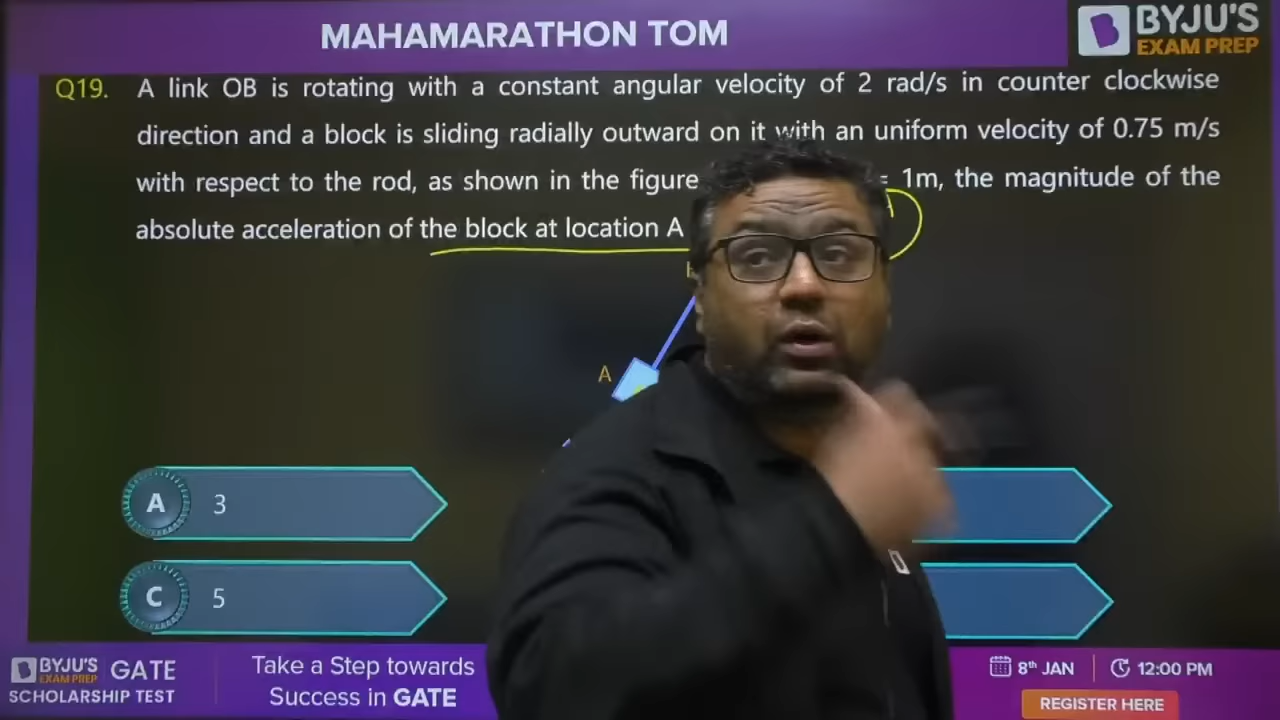 MAHAMARATHON TOM
BYJU'S
EXAM PREP
Q19. A link OB is rotating with a constant angular velocity of 2 rad/s in counter clockwise
direction and a block is sliding radially outward on it with an uniform velocity of 0.75 m/s
with respect to the rod, as shown in the figure = 1m, the magnitude of the
absolute acceleration of the block at location A
A
A 3
C 5
BYJU'S
EXAM PREP
GATE
SCHOLARSHIP TEST
Take a Step towards
Success in GATE
8th JAN
12:00 PM
REGISTER HERE